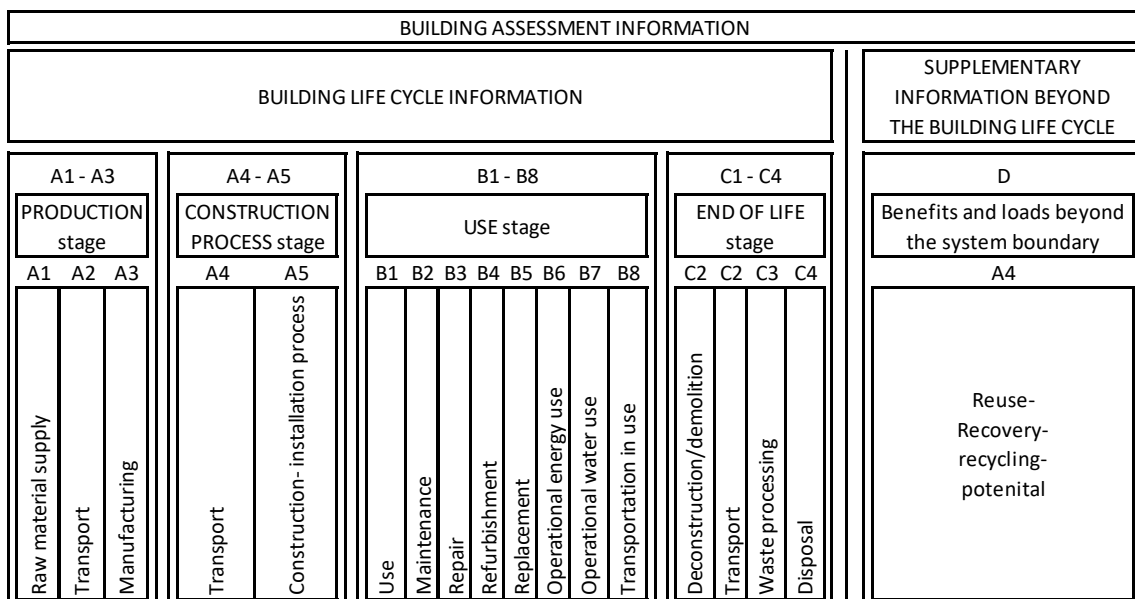 BUILDING ASSESSMENT INFORMATION
BUILDING LIFE CYCLE INFORMATION
SUPPLEMENTARY
INFORMATION BEYOND
THE BUILDING LIFE CYCLE
A1 - A3
PRODUCTION
stage
A1 A2 A3
Raw material supply
Transport
Manufacturing
A4 - A5
CONSTRUCTION
PROCESS stage
A4 A5
Transport
Construction- installation process
B1 - B8
USE stage
B1 B2 B3 B4 B5 B6 B7 B8
Use
Maintenance
Repair
Refurbishment
Replacement
Operational energy use
Operational water use
Transportation in use
C1 - C4
END OF LIFE
stage
C2 C2 C3 C4
Deconstruction/demolition
Transport
Waste processing
Disposal
D
Benefits and loads beyond
the system boundary
A4
Reuse-
Recovery-
recycling-
potenital